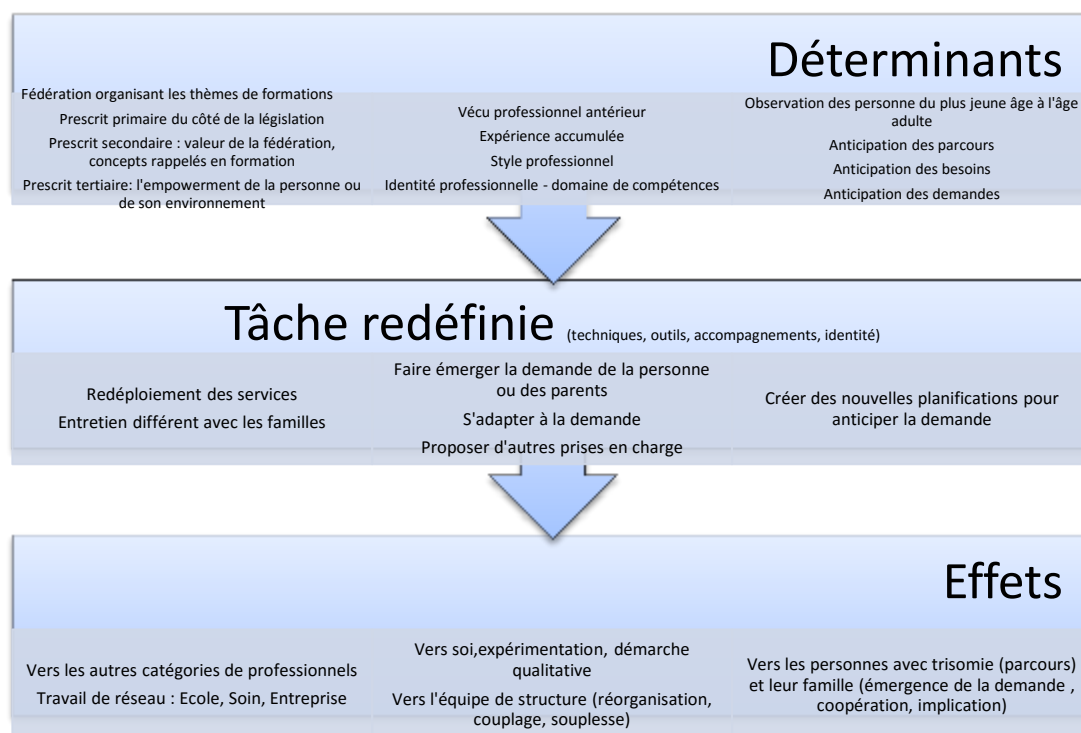 Déterminants
Fédération organisant les thèmes de formations
Prescrit primaire du côté de la législation
Prescrit secondaire : valeur de la fédération,
concepts rappelés en formation
Prescrit tertiaire: l'empowerment de la personne ou
de son environnement
Vécu professionnel antérieur
Expérience accumulée
Style professionnel
Identité professionnelle - domaine de compétences
Observation des personne du plus jeune âge à l'âge
adulte
Anticipation des parcours
Anticipation des besoins
Anticipation des demandes
Tâche redéfinie (techniques, outils, accompagnements, identité)
Redéploiement des services
Entretien différent avec les familles
Faire émerger la demande de la personne
ou des parents
S'adapter à la demande
Proposer d'autres prises en charge
Créer des nouvelles planifications pour
anticiper la demande
Effets
Vers les autres catégories de professionnels
Travail de réseau : Ecole, Soin, Entreprise
Vers soi,expérimentation, démarche
qualitative
Vers l'équipe de structure (réorganisation,
couplage, souplesse)
Vers les personnes avec trisomie (parcours)
et leur famille (émergence de la demande ,
coopération, implication)